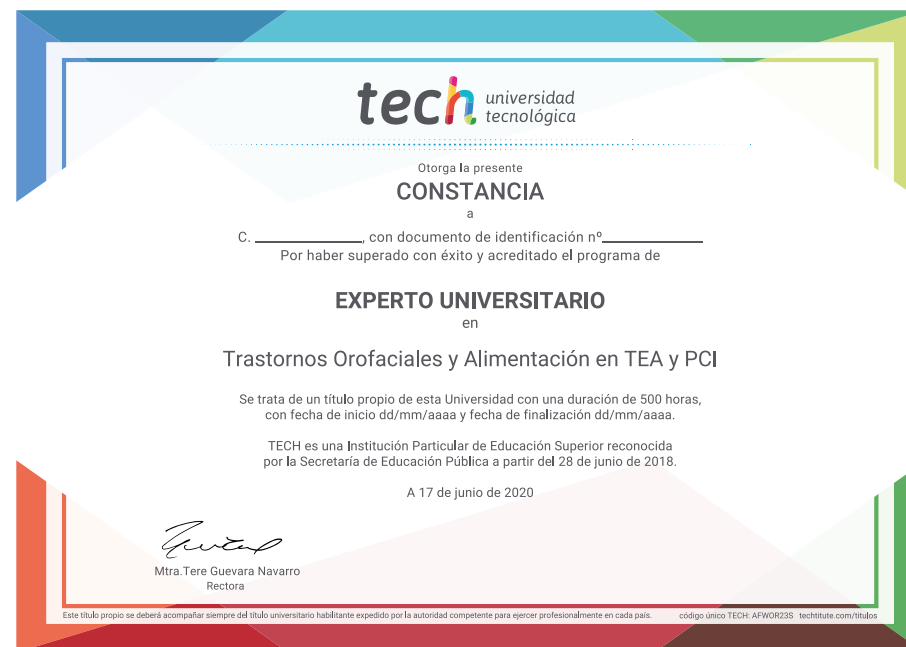 tech universidad
tecnológica
Otorga la presente
CONSTANCIA
a
C. ____________, con documento de identificación nº____________
Por haber superado con éxito y acreditado el programa de
EXPERTO UNIVERSITARIO
en
Trastornos Orofaciales y Alimentación en TEA y PCI
Se trata de un título propio de esta Universidad con una duración de 500 horas,
con fecha de inicio dd/mm/aaaa y fecha de finalización dd/mm/aaaa.
TECH es una Institución Particular de Educación Superior reconocida
por la Secretaría de Educación Pública a partir del 28 de junio de 2018.
A 17 de junio de 2020
Mtra.Tere Guevara Navarro
Rectora
Este título propio se deberá acompañar siempre del título universitario habilitante expedido por la autoridad competente para ejercer profesionalmente en cada país. código único TECH: AFWOR23S techtitute.com/titulos